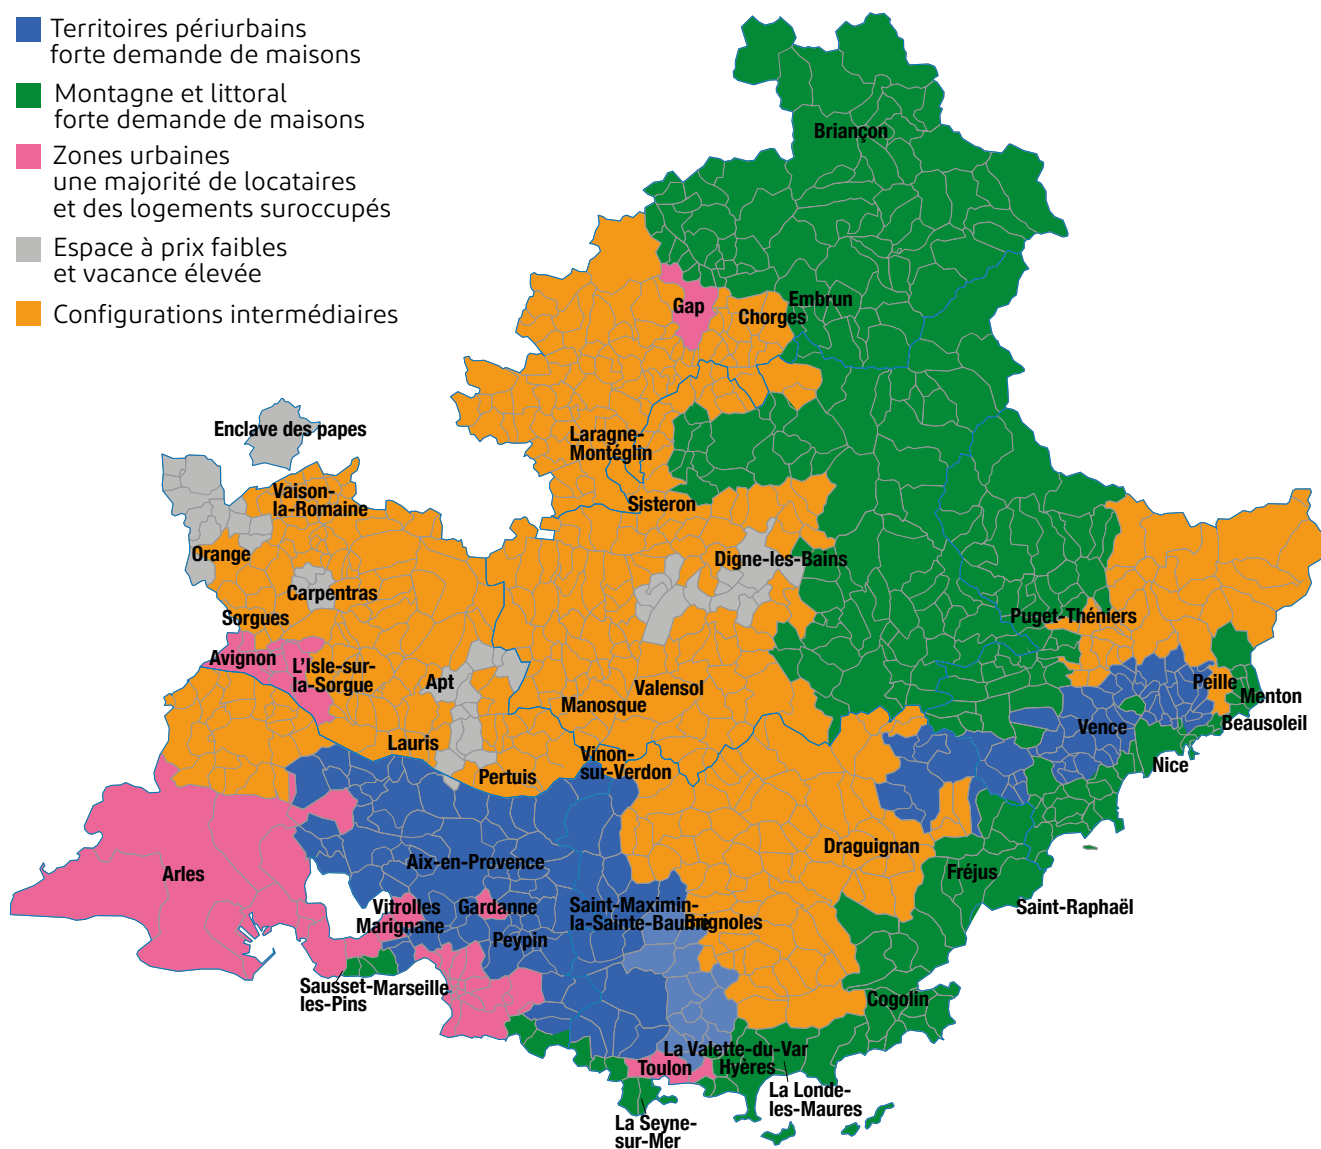 Territoires périurbains
forte demande de maisons
Montagne et littoral
forte demande de maisons
Zones urbaines
une majorité de locataires
et des logements suroccupés
Espace à prix faibles
et vacance élevée
Configurations intermédiaires
Briançon
Embrun
Gap
Chorges
Enclave des papes
Laragne-
Montéglin
Vaison-
la-Romaine
Sisteron
Orange
Digne-les-Bains
Carpentras
Sorgues
Puget-Théniers
Avignon
L'Isle-sur-
la-Sorgue
Apt
Valensol
Peille
Manosque
Menton
Beausoleil
Vence
Lauris
Vinon-
sur-Verdon
Nice
Pertuis
Draguignan
Aix-en-Provence
Arles
Fréjus
Vitrolles
Gardanne
Saint-Maximin-
la-Sainte-Baume
Saint-Raphaël
Marignane
Brignoles
Peypin
Sausset-
les-Pins
Marseille
Cogolin
La Valette-du-Var
Toulon
Hyères
La Londe-
les-Maures
La Seyne-
sur-Mer